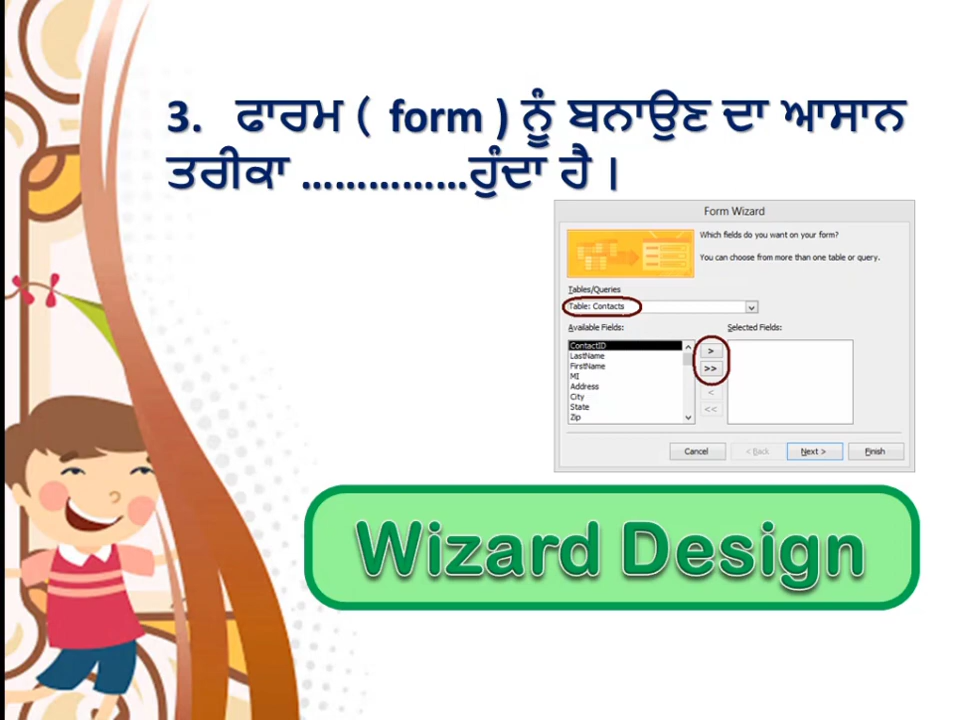 3. ਫਾਰਮ ( form ) ਨੂੰ ਬਨਾਉਣ ਦਾ ਆਸਾਨ
ਤਰੀਕਾ ……………ਹੁੰਦਾ ਹੈ ।
Form Wizard
Which fields do you want on your form?
You can choose from more than one table or query.
Tables/Queries
Table: Contacts
Available Fields:
Selected Fields:
ContactID
LastName
FirstName
MI
Address
City
State
Zip
>
>>
<
<<
Cancel
< Back
Next >
Finish
Wizard Design